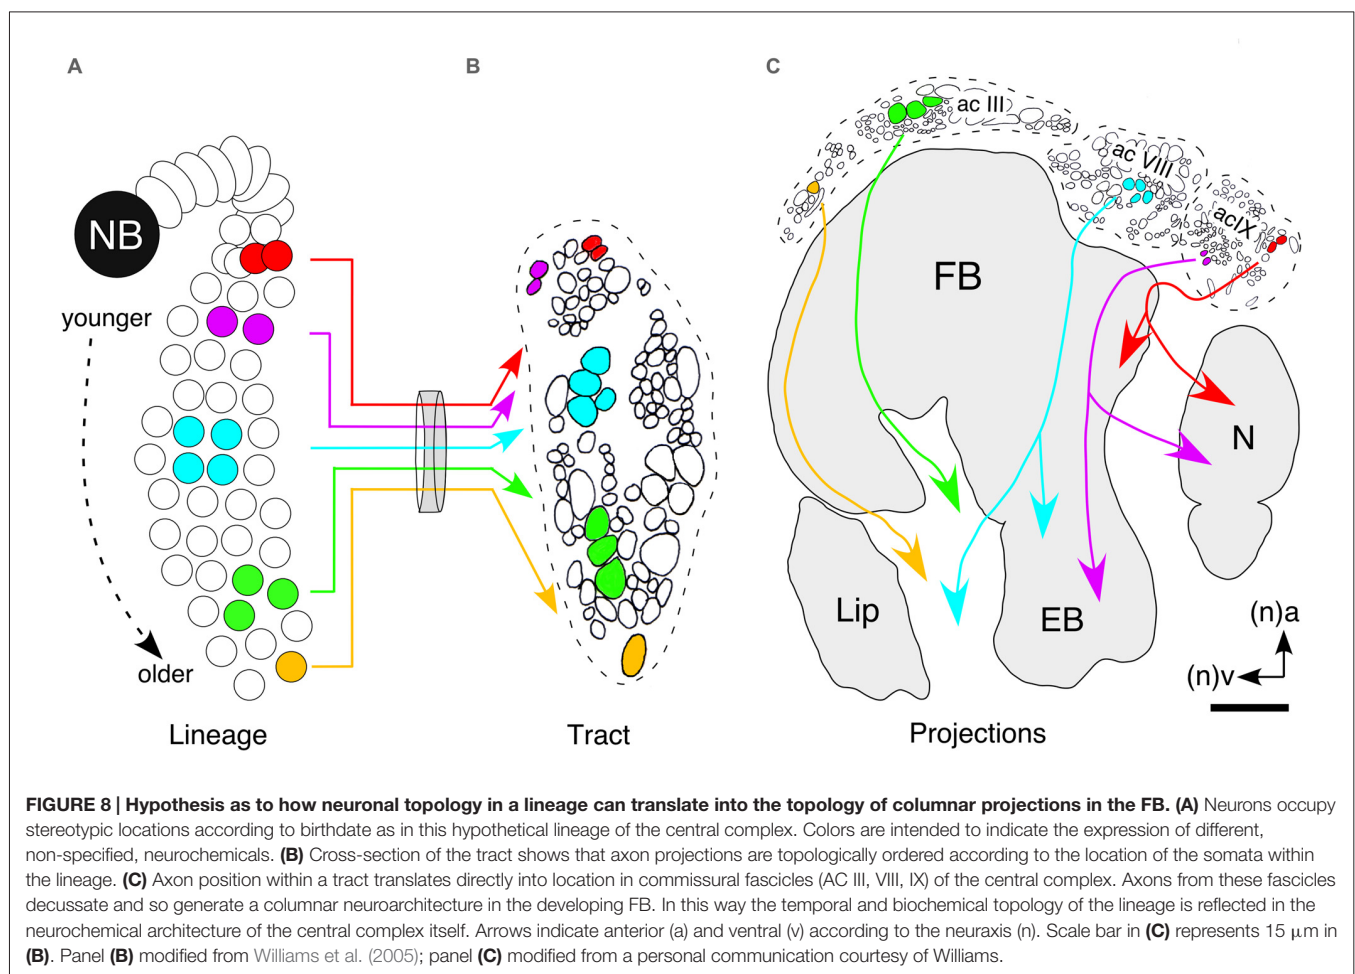 A
B
C
NB
younger
older
Lineage
Tract
ac III
ac VIII
acIX
FB
N
Lip
EB
(n)a
(n)v
Projections
FIGURE 8 | Hypothesis as to how neuronal topology in a lineage can translate into the topology of columnar projections in the FB. (A) Neurons occupy
stereotypic locations according to birthdate as in this hypothetical lineage of the central complex. Colors are intended to indicate the expression of different,
non-specified, neurochemicals. (B) Cross-section of the tract shows that axon projections are topologically ordered according to the location of the somata within
the lineage. (C) Axon position within a tract translates directly into location in commissural fascicles (AC III, VIII, IX) of the central complex. Axons from these fascicles
decussate and so generate a columnar neuroarchitecture in the developing FB. In this way the temporal and biochemical topology of the lineage is reflected in the
neurochemical architecture of the central complex itself. Arrows indicate anterior (a) and ventral (v) according to the neuraxis (n). Scale bar in (C) represents 15 μm in
(B). Panel (B) modified from Williams et al. (2005); panel (C) modified from a personal communication courtesy of Williams.